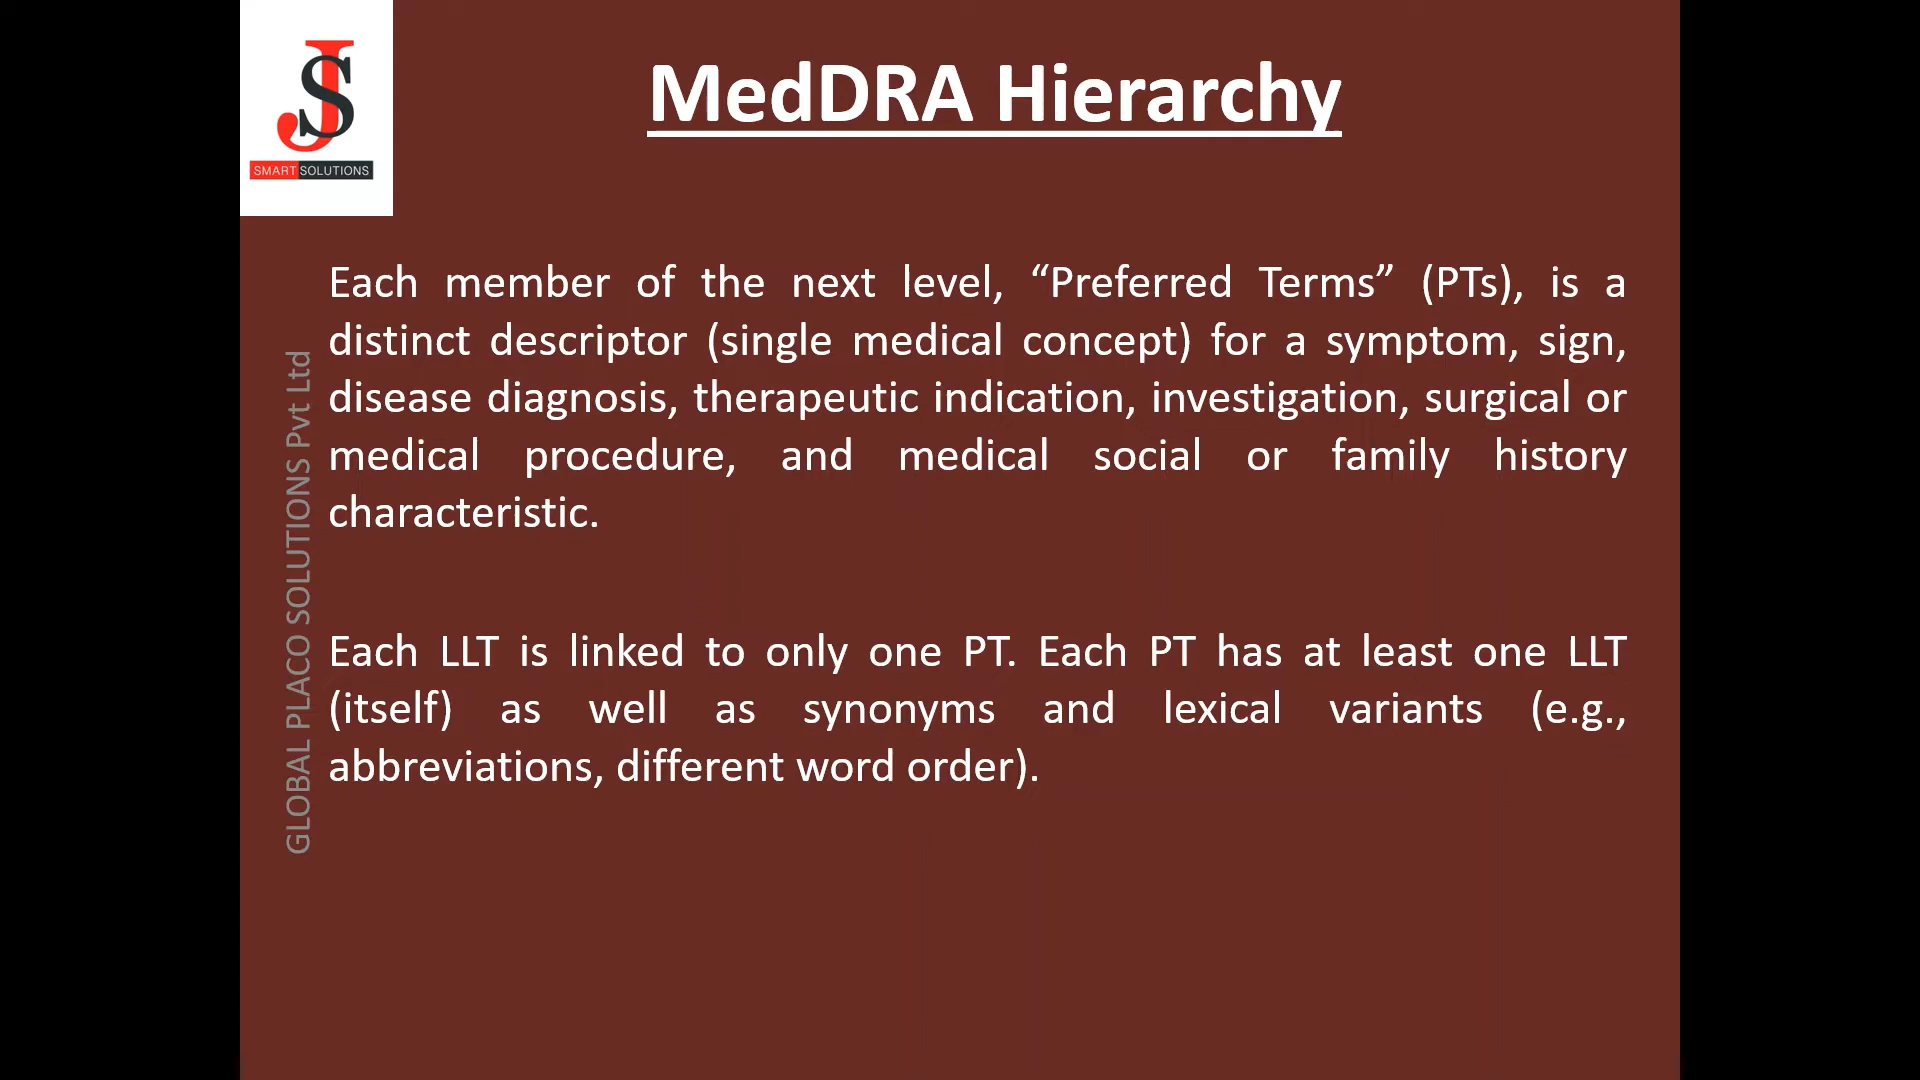 JS
SMART SOLUTIONS
MedDRA Hierarchy
Each member of the next level, “Preferred Terms” (PTs), is a
distinct descriptor (single medical concept) for a symptom, sign,
disease diagnosis, therapeutic indication, investigation, surgical or
medical procedure, and medical social or family history
characteristic.
Each LLT is linked to only one PT. Each PT has at least one LLT
(itself) as well as synonyms and lexical variants (e.g.,
abbreviations, different word order).
GLOBAL PLACO SOLUTIONS Pvt Ltd